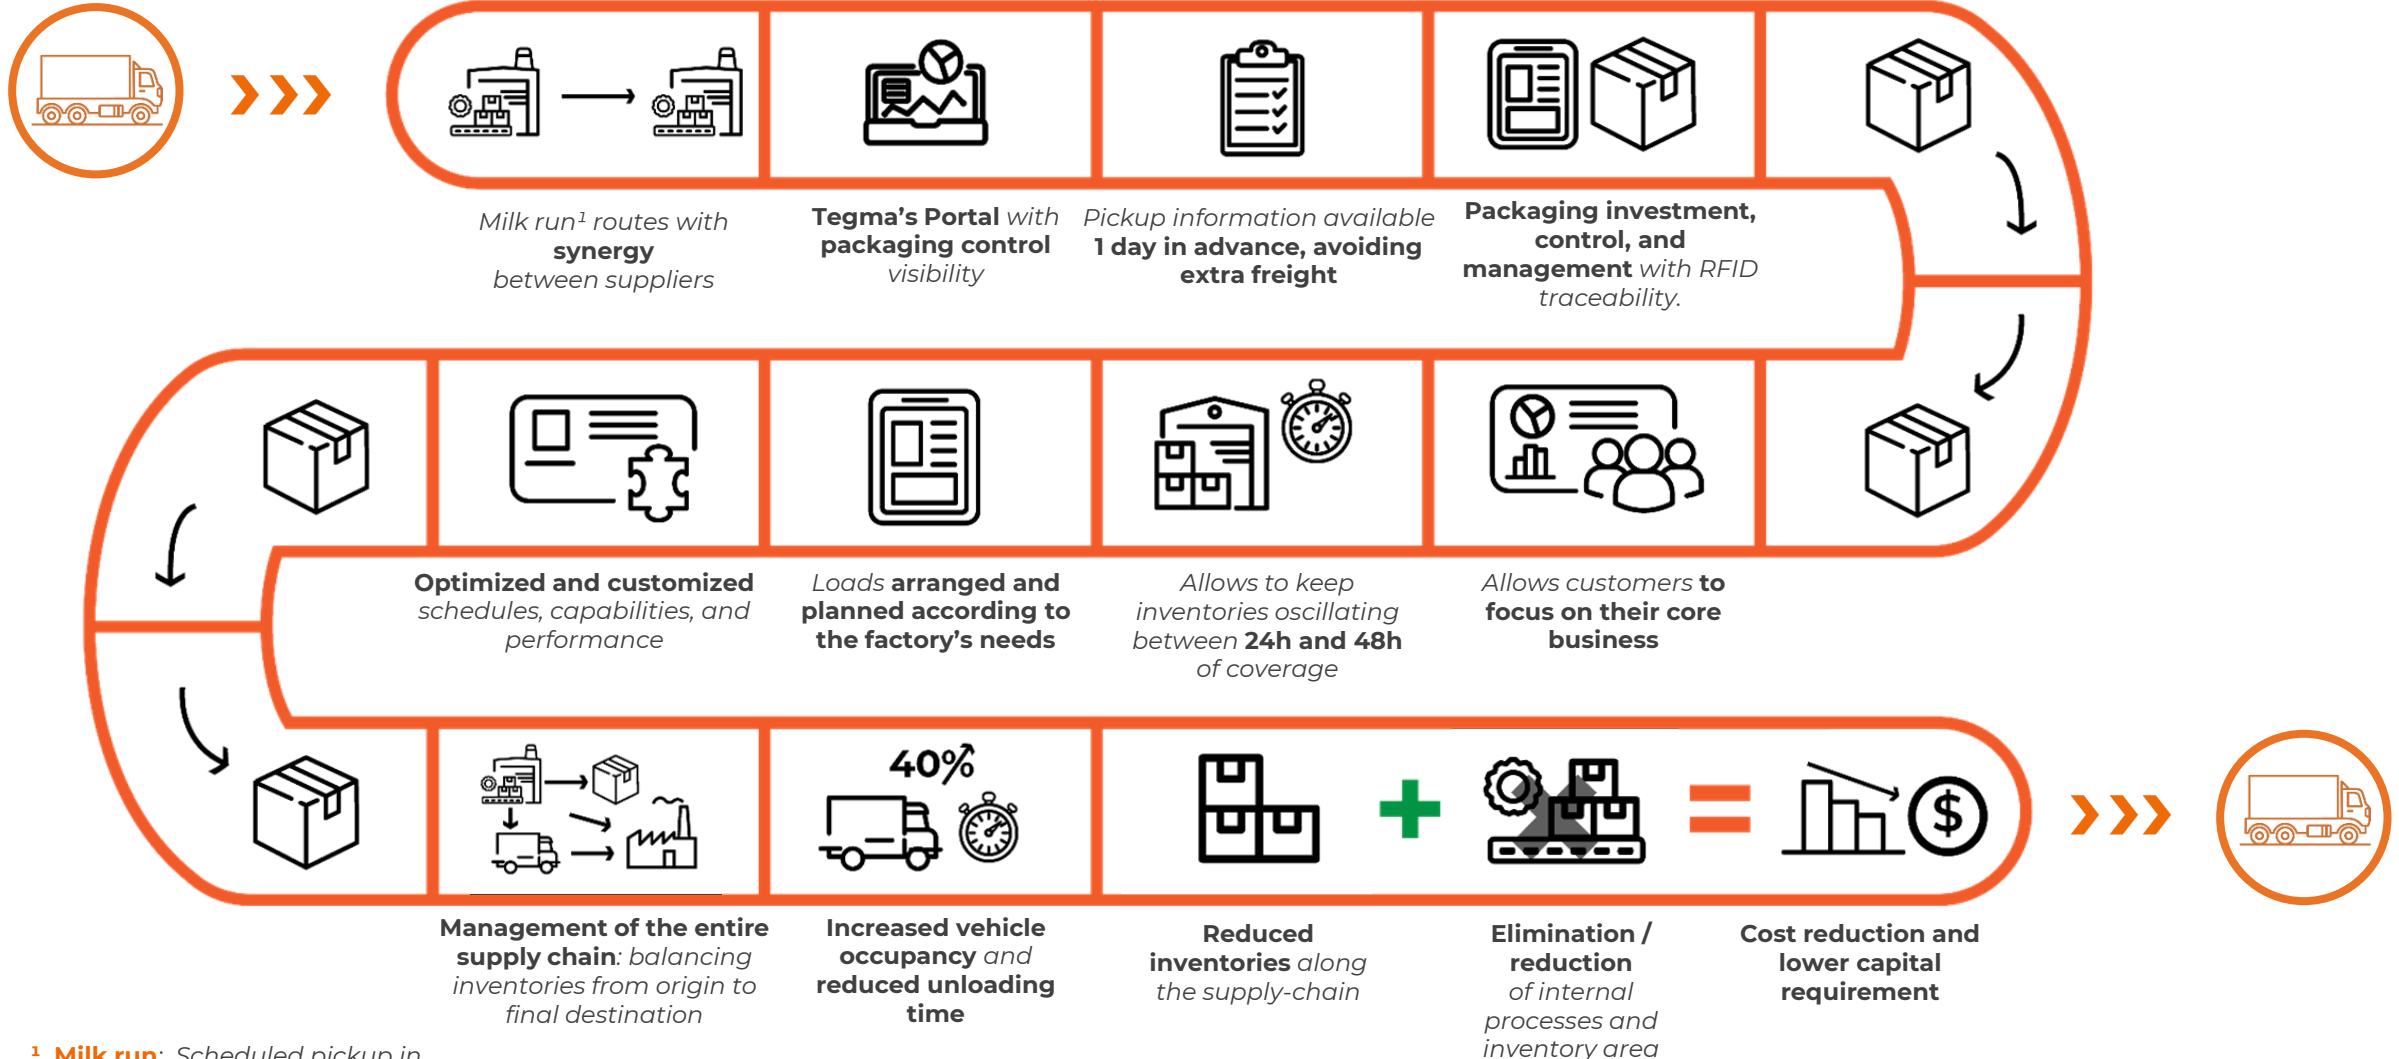 Milk run¹ routes with
synergy
between suppliers
Tegma’s Portal with
packaging control
visibility
Pickup information available
1 day in advance, avoiding
extra freight
Packaging investment,
control, and
management with RFID
traceability.
Optimized and customized
schedules, capabilities, and
performance
Loads arranged and
planned according to
the factory’s needs
Allows to keep
inventories oscillating
between 24h and 48h
of coverage
Allows customers to
focus on their core
business
40%
$
Management of the entire
supply chain: balancing
inventories from origin to
final destination
Increased vehicle
occupancy and
reduced unloading
time
Reduced
inventories along
the supply-chain
Elimination /
reduction
of internal
processes and
inventory area
Cost reduction and
lower capital
requirement
¹ Milk run: Scheduled pickup in